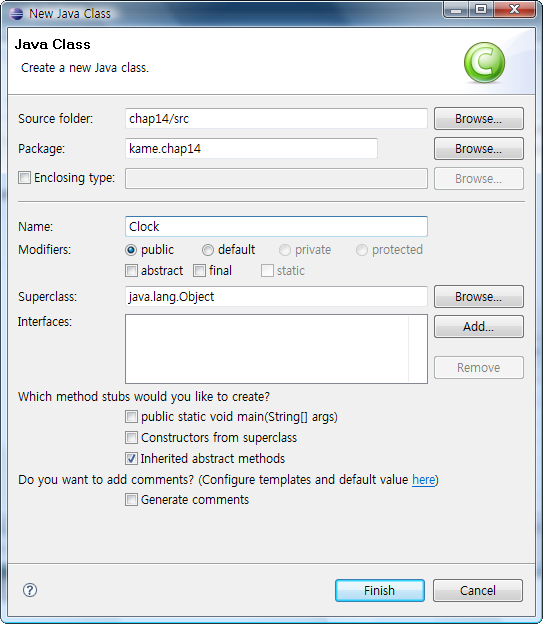 New Java Class
Java Class
Create a new Java class.
C
Source folder: chap14/src Browse...
Package: kame.chap14 Browse...
Enclosing type: Browse...
Name: Clock
Modifiers: public default private protected
abstract final static
Superclass: java.lang.Object Browse...
Interfaces: Add...
Remove
Which method stubs would you like to create?
public static void main(String[] args)
Constructors from superclass
Inherited abstract methods
Do you want to add comments? (Configure templates and default value here)
Generate comments
? Finish Cancel